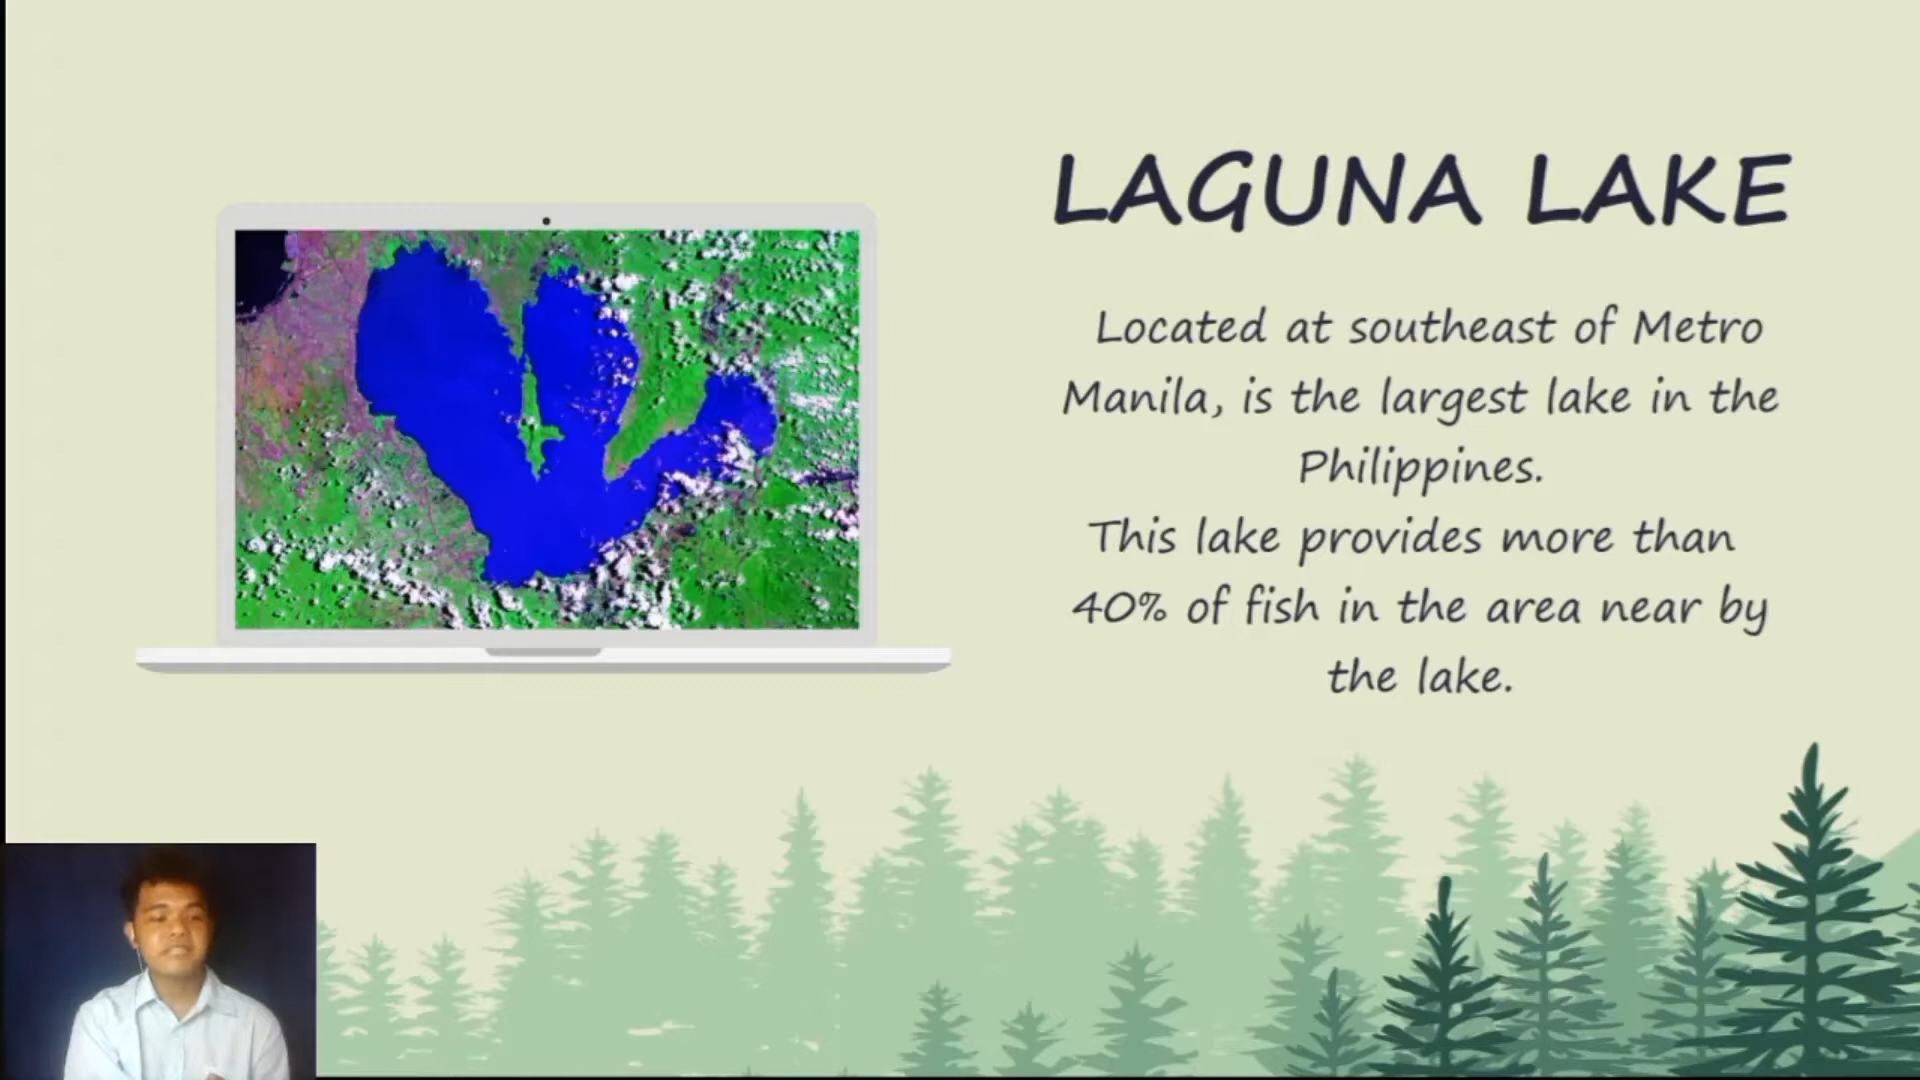 LAGUNA LAKE
Located at southeast of Metro
Manila, is the largest lake in the
Philippines.
This lake provides more than
40% of fish in the area near by
the lake.